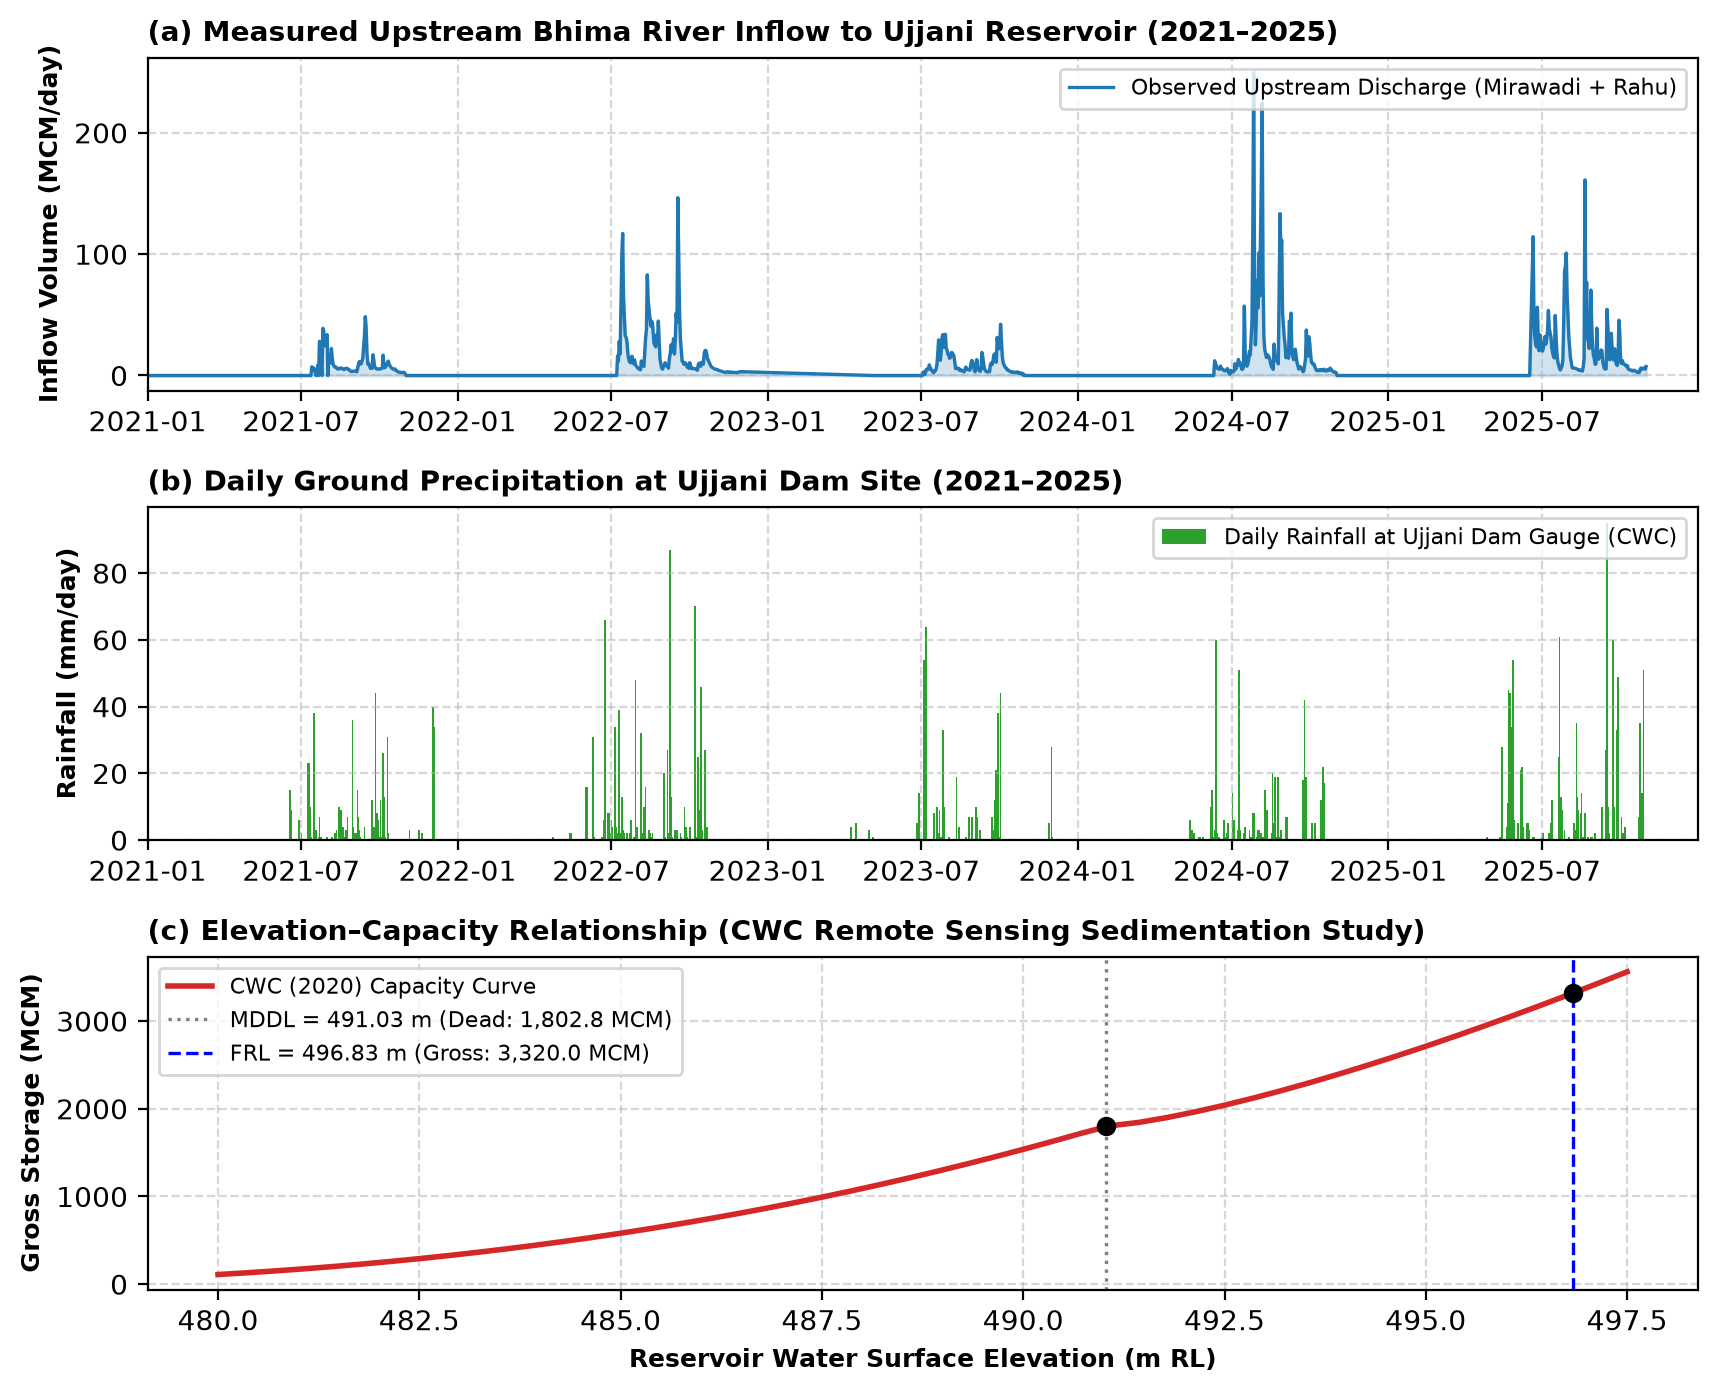 (a) Measured Upstream Bhima River Inflow to Ujjani Reservoir (2021–2025)
Inflow Volume (MCM/day)
Observed Upstream Discharge (Mirawadi + Rahu)
200
100
0
2021-01 2021-07 2022-01 2022-07 2023-01 2023-07 2024-01 2024-07 2025-01 2025-07
(b) Daily Ground Precipitation at Ujjani Dam Site (2021–2025)
Rainfall (mm/day)
Daily Rainfall at Ujjani Dam Gauge (CWC)
80
60
40
20
0
2021-01 2021-07 2022-01 2022-07 2023-01 2023-07 2024-01 2024-07 2025-01 2025-07
(c) Elevation–Capacity Relationship (CWC Remote Sensing Sedimentation Study)
Gross Storage (MCM)
CWC (2020) Capacity Curve
MDDL = 491.03 m (Dead: 1,802.8 MCM)
FRL = 496.83 m (Gross: 3,320.0 MCM)
3000
2000
1000
0
480.0 482.5 485.0 487.5 490.0 492.5 495.0 497.5
Reservoir Water Surface Elevation (m RL)